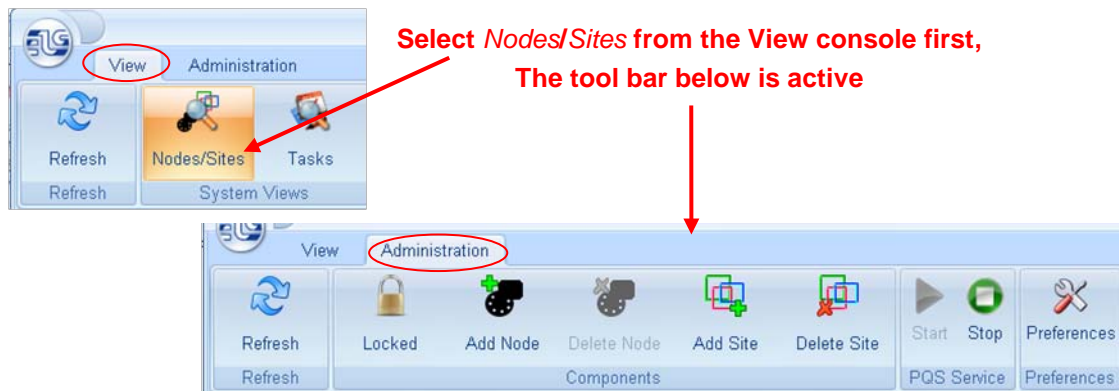 Select Nodes/Sites from the View console first,
The tool bar below is active
View Administration
Refresh Nodes/Sites Tasks
Refresh System Views
View Administration
Refresh Locked Add Node Delete Node Add Site Delete Site Start Stop Preferences
Refresh Components PQS Service Preferences